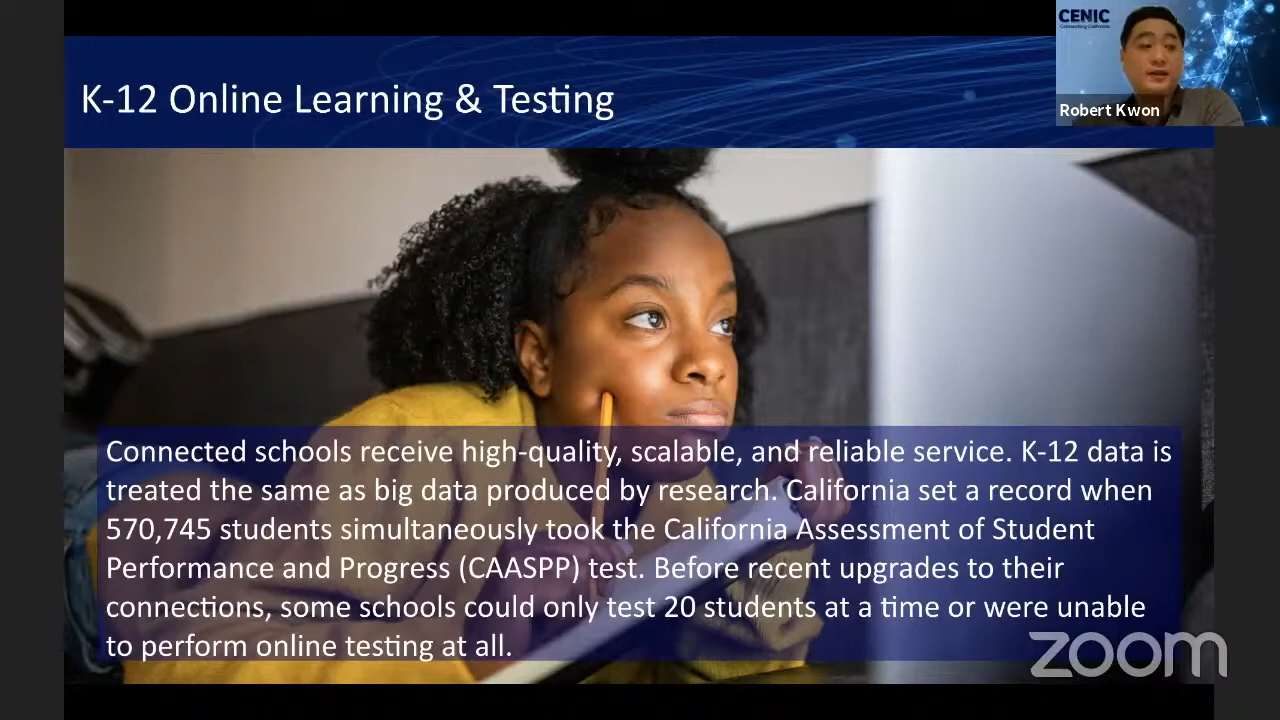 K-12 Online Learning & Testing
CENIC
Robert Kwon
Connected schools receive high-quality, scalable, and reliable service. K-12 data is
treated the same as big data produced by research. California set a record when
570,745 students simultaneously took the California Assessment of Student
Performance and Progress (CAASPP) test. Before recent upgrades to their
connections, some schools could only test 20 students at a time or were unable
to perform online testing at all.
zoom